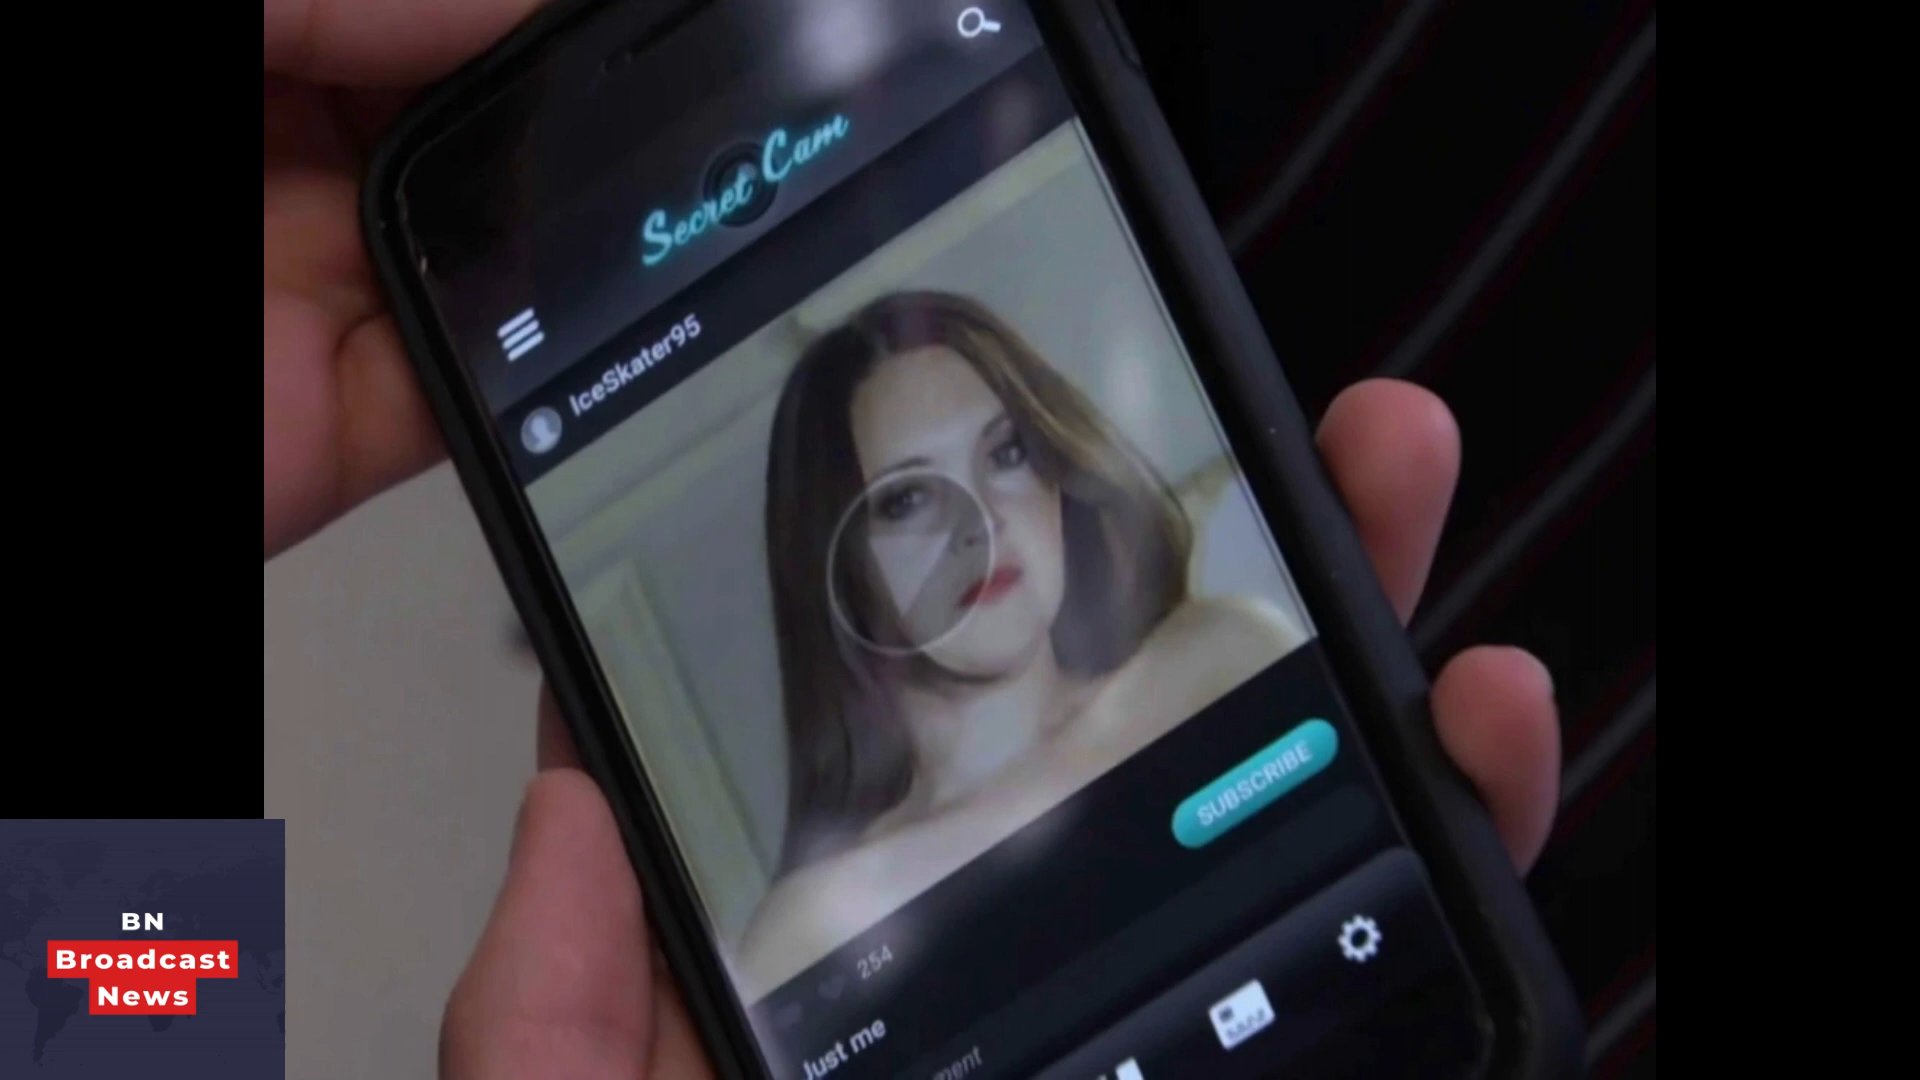 Secret Cam
IceSkater95
SUBSCRIBE
254
Just me
BN
Broadcast
News